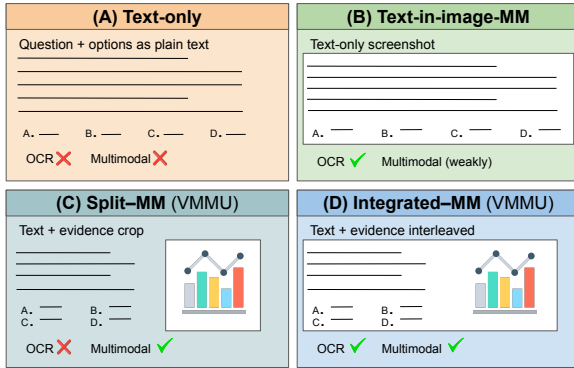 (A) Text-only
Question + options as plain text
A. B. C. D.
OCR ❌ Multimodal ❌
(B) Text-in-image-MM
Text-only screenshot
A. B. C. D.
OCR ✓ Multimodal (weakly)
(C) Split–MM (VMMU)
Text + evidence crop
A. B.
C. D.
OCR ❌ Multimodal ✓
(D) Integrated–MM (VMMU)
Text + evidence interleaved
A. B.
C. D.
OCR ✓ Multimodal ✓